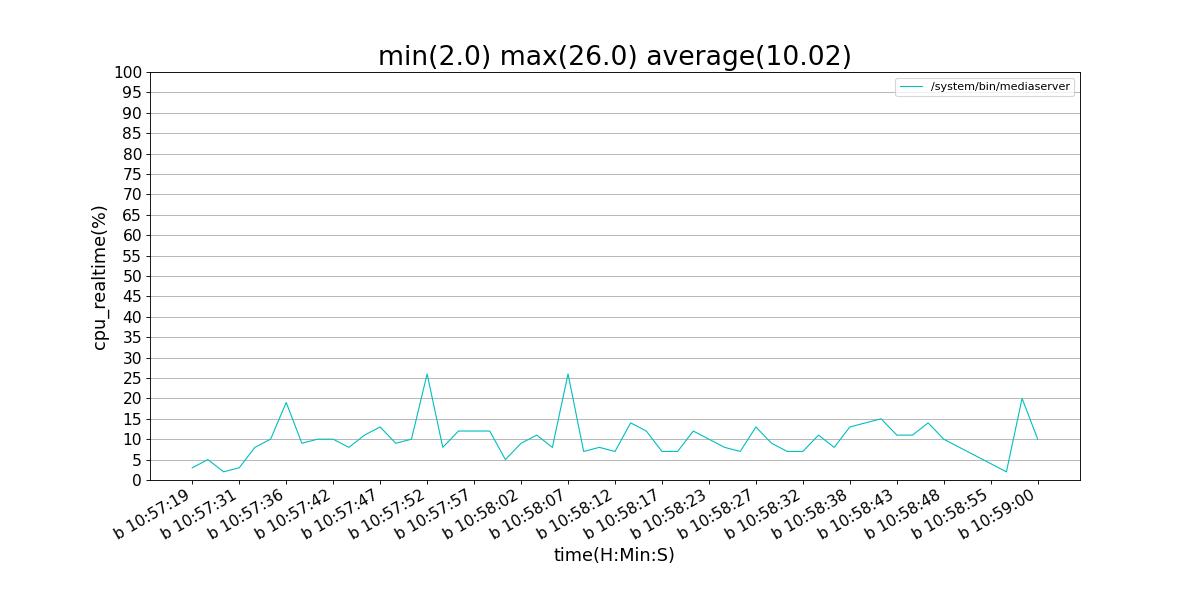 min(2.0) max(26.0) average(10.02)
/system/bin/mediaserver
100
95
90
85
80
75
70
65
60
55
50
45
40
35
30
25
20
15
10
5
0
cpu_realtime(%)
b 10:57:19
b 10:57:31
b 10:57:36
b 10:57:42
b 10:57:47
b 10:57:52
b 10:57:57
b 10:58:02
b 10:58:07
b 10:58:12
b 10:58:17
b 10:58:23
b 10:58:27
b 10:58:32
b 10:58:38
b 10:58:43
b 10:58:48
b 10:58:55
b 10:59:00
time(H:Min:S)